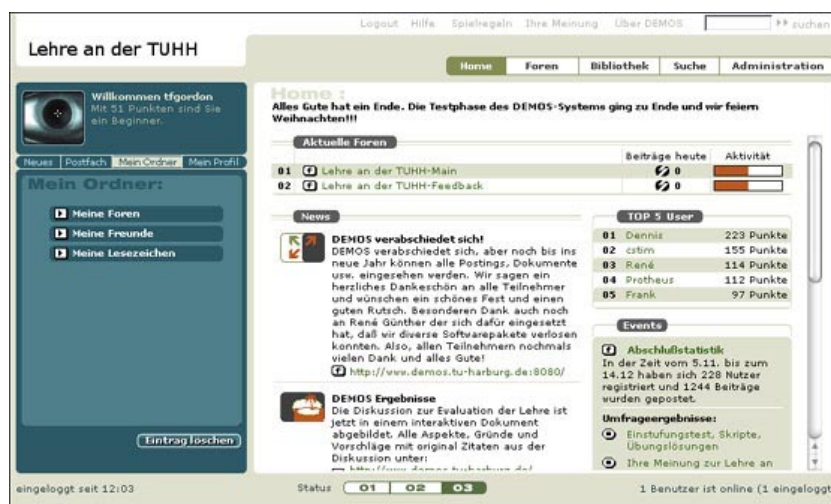 Logout Hilfe Spielregeln Ihre Meinung Über DEMOS suchen
Lehre an der TUHH
Home Foren Bibliothek Suche Administration
Willkommen tfgordon
Mit 51 Punkten sind Sie
ein Beginner.
Neues Postfach Mein Ordner Mein Profil
Mein Ordner:
Meine Foren
Meine Freunde
Meine Lesezeichen
Eintrag löschen
Home :
Alles Gute hat ein Ende. Die Testphase des DEMOS-Systems ging zu Ende und wir feiern
Weihnachten!!!
Aktuelle Foren
Beiträge heute Aktivität
01 Lehre an der TUHH-Main 0
02 Lehre an der TUHH-Feedback 0
News
DEMOS verabschiedet sich!
DEMOS verabschiedet sich, aber noch bis ins
neue Jahr können alle Postings, Dokumente
usw. eingesehen werden. Wir sagen ein
herzliches Dankeschön an alle Teilnehmer
und wünschen ein schönes Fest und einen
guten Rutsch. Besonderen Dank auch noch
an René Günther der sich dafür eingesetzt
hat, daß wir diverse Softwarepakete verlosen
konnten. Also, allen Teilnehmern nochmals
vielen Dank und alles Gute!
http://www.demos.tu-harburg.de:8080/
DEMOS Ergebnisse
Die Diskussion zur Evaluation der Lehre ist
jetzt in einem interaktiven Dokument
abgebildet. Alle Aspekte, Gründe und
Vorschläge mit original Zitaten aus der
Diskussion unter:
TOP 5 User
01 Dennis 223 Punkte
02 cstim 155 Punkte
03 René 114 Punkte
04 Protheus 112 Punkte
05 Frank 97 Punkte
Events
Abschlußstatistik
In der Zeit vom 5.11. bis zum
14.12 haben sich 228 Nutzer
registriert und 1244 Beiträge
wurden gepostet.
Umfrageergebnisse:
Einstufungstest, Skripte,
Übungslösungen
Ihre Meinung zur Lehre an
eingeloggt seit 12:03
Status 01 02 03
1 Benutzer ist online (1 eingeloggt